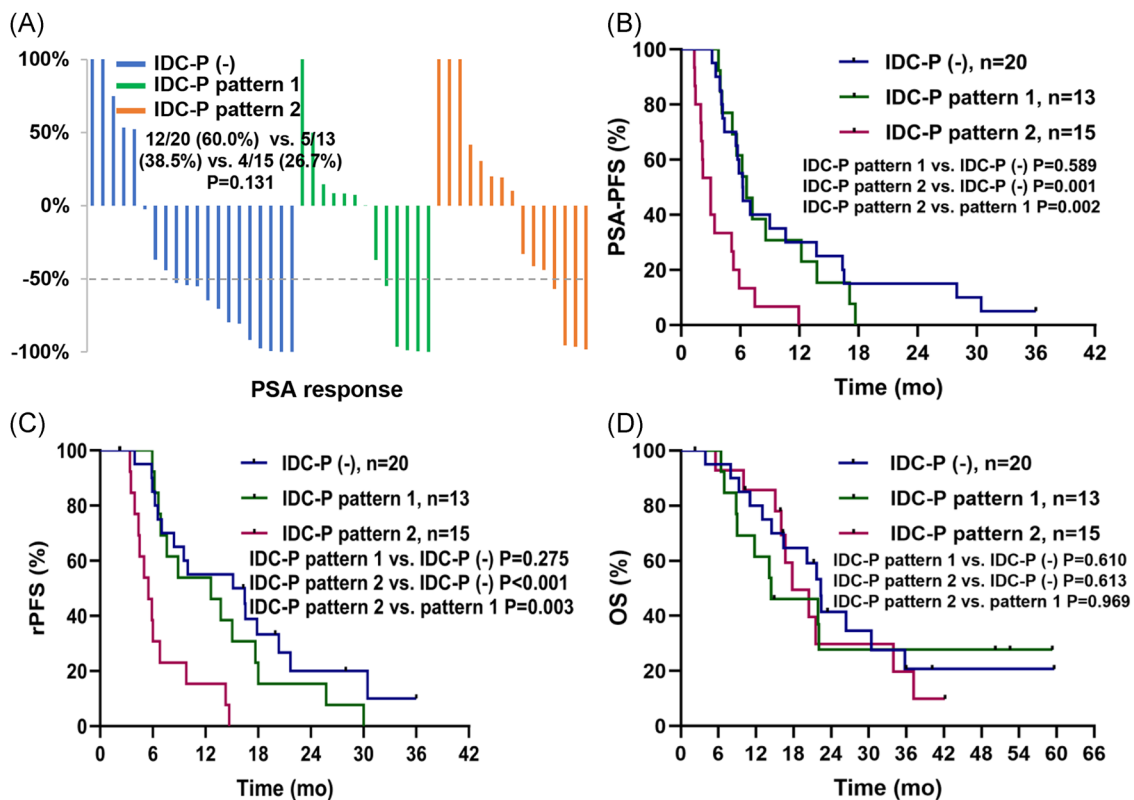 (A)
IDC-P (-)
IDC-P pattern 1
IDC-P pattern 2
12/20 (60.0%) vs. 5/13
(38.5%) vs. 4/15 (26.7%)
P=0.131
100%
50%
0%
-50%
-100%
PSA response
(B)
PSA-PFS (%)
100
80
60
40
20
0
IDC-P (-), n=20
IDC-P pattern 1, n=13
IDC-P pattern 2, n=15
IDC-P pattern 1 vs. IDC-P (-) P=0.589
IDC-P pattern 2 vs. IDC-P (-) P=0.001
IDC-P pattern 2 vs. pattern 1 P=0.002
0 6 12 18 24 30 36 42
Time (mo)
(C)
rPFS (%)
100
80
60
40
20
0
IDC-P (-), n=20
IDC-P pattern 1, n=13
IDC-P pattern 2, n=15
IDC-P pattern 1 vs. IDC-P (-) P=0.275
IDC-P pattern 2 vs. IDC-P (-) P<0.001
IDC-P pattern 2 vs. pattern 1 P=0.003
0 6 12 18 24 30 36 42
Time (mo)
(D)
OS (%)
100
80
60
40
20
0
IDC-P (-), n=20
IDC-P pattern 1, n=13
IDC-P pattern 2, n=15
IDC-P pattern 1 vs. IDC-P (-) P=0.610
IDC-P pattern 2 vs. IDC-P (-) P=0.613
IDC-P pattern 2 vs. pattern 1 P=0.969
0 6 12 18 24 30 36 42 48 54 60 66
Time (mo)